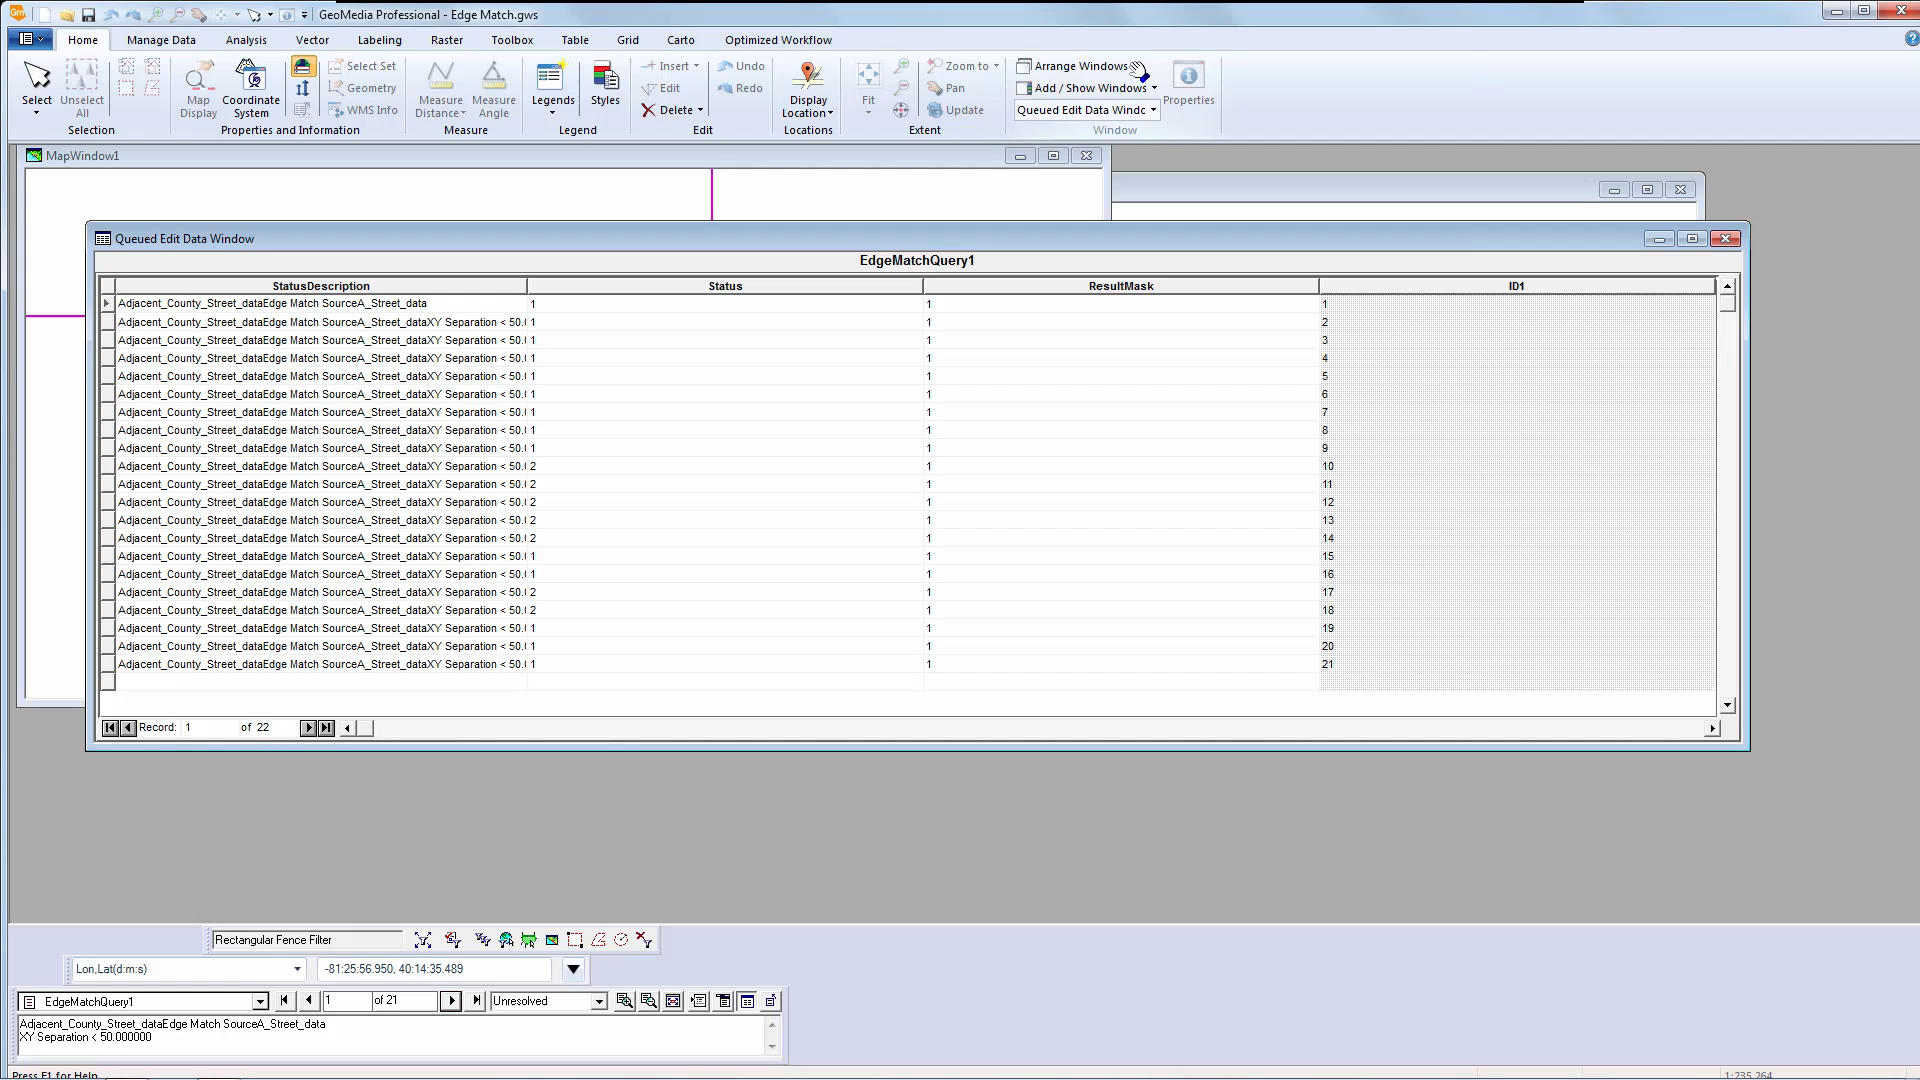 GeoMedia Professional - Edge Match.gws
Home Manage Data Analysis Vector Labeling Raster Toolbox Table Grid Carto Optimized Workflow
Select Unselect All
Selection
Map Display Coordinate System Select Set Geometry WMS Info
Properties and Information
Measure Distance Measure Angle
Measure
Legends Styles
Legend
Insert Edit Delete Undo Redo
Edit
Display Location
Locations
Fit Zoom to Pan Update
Extent
Arrange Windows Add / Show Windows Queued Edit Data Windo Properties
Window
MapWindow1
Queued Edit Data Window
EdgeMatchQuery1
StatusDescription Status ResultMask ID1
Adjacent_County_Street_dataEdge Match SourceA_Street_data 1 1 1
Adjacent_County_Street_dataEdge Match SourceA_Street_dataXY Separation < 50.( 1 1 2
Adjacent_County_Street_dataEdge Match SourceA_Street_dataXY Separation < 50.( 1 1 3
Adjacent_County_Street_dataEdge Match SourceA_Street_dataXY Separation < 50.( 1 1 4
Adjacent_County_Street_dataEdge Match SourceA_Street_dataXY Separation < 50.( 1 1 5
Adjacent_County_Street_dataEdge Match SourceA_Street_dataXY Separation < 50.( 1 1 6
Adjacent_County_Street_dataEdge Match SourceA_Street_dataXY Separation < 50.( 1 1 7
Adjacent_County_Street_dataEdge Match SourceA_Street_dataXY Separation < 50.( 1 1 8
Adjacent_County_Street_dataEdge Match SourceA_Street_dataXY Separation < 50.( 1 1 9
Adjacent_County_Street_dataEdge Match SourceA_Street_dataXY Separation < 50.( 2 1 10
Adjacent_County_Street_dataEdge Match SourceA_Street_dataXY Separation < 50.( 2 1 11
Adjacent_County_Street_dataEdge Match SourceA_Street_dataXY Separation < 50.( 2 1 12
Adjacent_County_Street_dataEdge Match SourceA_Street_dataXY Separation < 50.( 2 1 13
Adjacent_County_Street_dataEdge Match SourceA_Street_dataXY Separation < 50.( 2 1 14
Adjacent_County_Street_dataEdge Match SourceA_Street_dataXY Separation < 50.( 1 1 15
Adjacent_County_Street_dataEdge Match SourceA_Street_dataXY Separation < 50.( 1 1 16
Adjacent_County_Street_dataEdge Match SourceA_Street_dataXY Separation < 50.( 2 1 17
Adjacent_County_Street_dataEdge Match SourceA_Street_dataXY Separation < 50.( 2 1 18
Adjacent_County_Street_dataEdge Match SourceA_Street_dataXY Separation < 50.( 1 1 19
Adjacent_County_Street_dataEdge Match SourceA_Street_dataXY Separation < 50.( 1 1 20
Adjacent_County_Street_dataEdge Match SourceA_Street_dataXY Separation < 50.( 1 1 21
Record: 1 of 22
Rectangular Fence Filter
Lon,Lat(d:m:s) -81:25:56.950, 40:14:35.489
EdgeMatchQuery1 1 of 21 Unresolved
Adjacent_County_Street_dataEdge Match SourceA_Street_data
XY Separation < 50.000000
Press F1 for Help 1:235,264